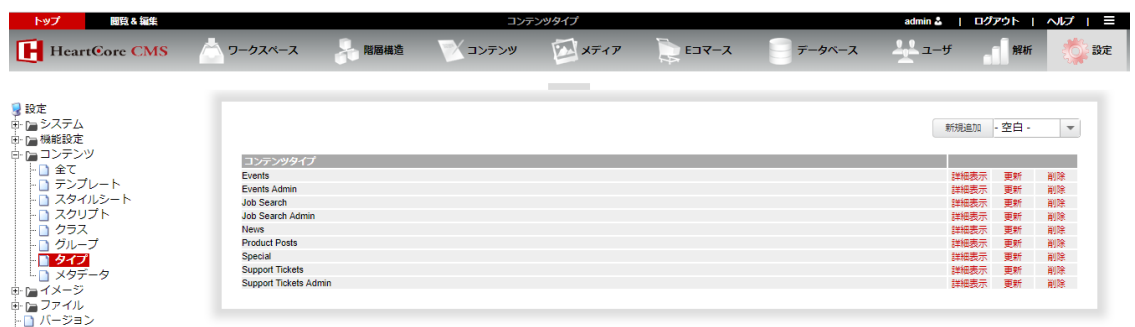 トップ 閲覧 & 編集 コンテンツタイプ admin | ログアウト | ヘルプ |
HeartCore CMS ワークスペース 階層構造 コンテンツ メディア Eコマース データベース ユーザ 解析 設定
設定
システム
機能設定
コンテンツ
全て
テンプレート
スタイルシート
スクリプト
クラス
グループ
タイプ
メタデータ
イメージ
ファイル
バージョン
新規追加 - 空白 -
コンテンツタイプ
Events 詳細表示 更新 削除
Events Admin 詳細表示 更新 削除
Job Search 詳細表示 更新 削除
Job Search Admin 詳細表示 更新 削除
News 詳細表示 更新 削除
Product Posts 詳細表示 更新 削除
Special 詳細表示 更新 削除
Support Tickets 詳細表示 更新 削除
Support Tickets Admin 詳細表示 更新 削除